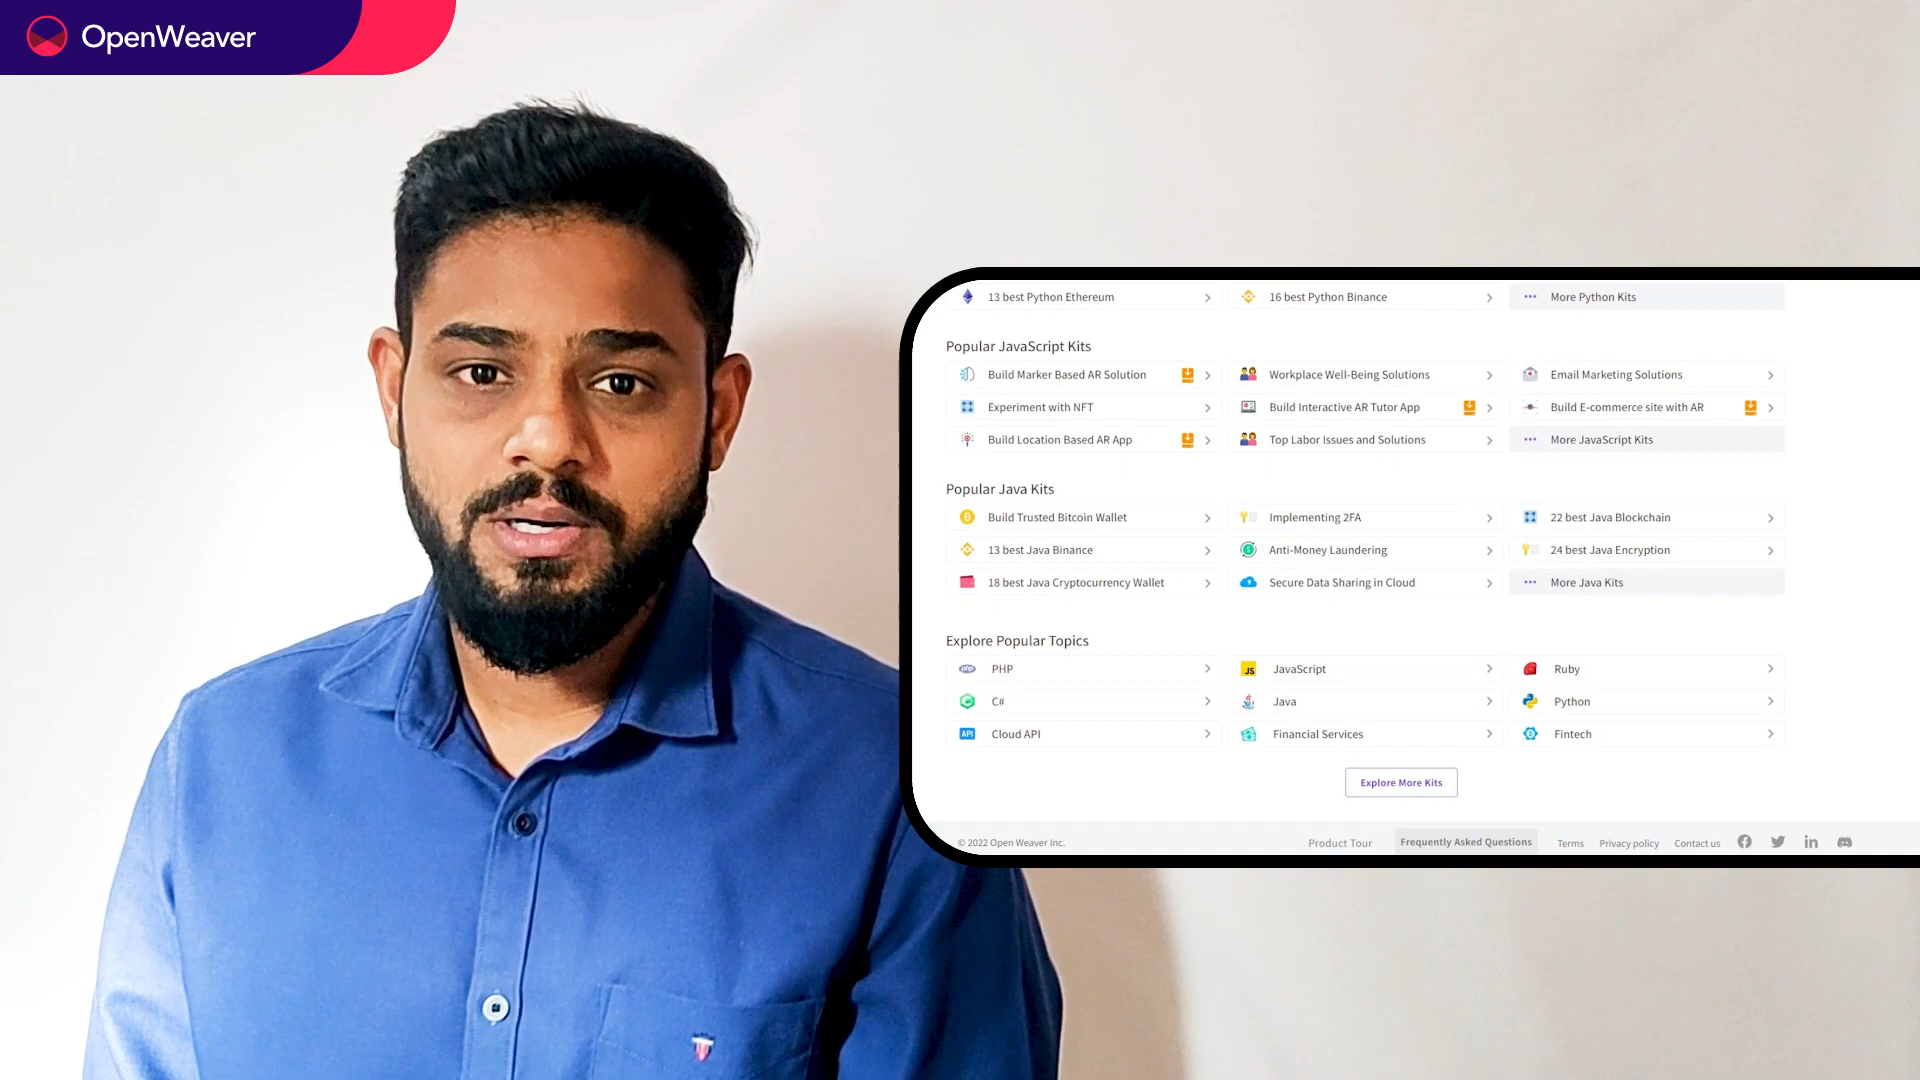 OpenWeaver
13 best Python Ethereum
16 best Python Binance
More Python Kits
Popular JavaScript Kits
Build Marker Based AR Solution
Workplace Well-Being Solutions
Email Marketing Solutions
Experiment with NFT
Build Interactive AR Tutor App
Build E-commerce site with AR
Build Location Based AR App
Top Labor Issues and Solutions
More JavaScript Kits
Popular Java Kits
Build Trusted Bitcoin Wallet
Implementing 2FA
22 best Java Blockchain
13 best Java Binance
Anti-Money Laundering
24 best Java Encryption
18 best Java Cryptocurrency Wallet
Secure Data Sharing in Cloud
More Java Kits
Explore Popular Topics
php PHP
JS JavaScript
Ruby
C#
Java
Python
API Cloud API
Financial Services
Fintech
Explore More Kits
© 2022 Open Weaver Inc.
Product Tour
Frequently Asked Questions
Terms
Privacy policy
Contact us